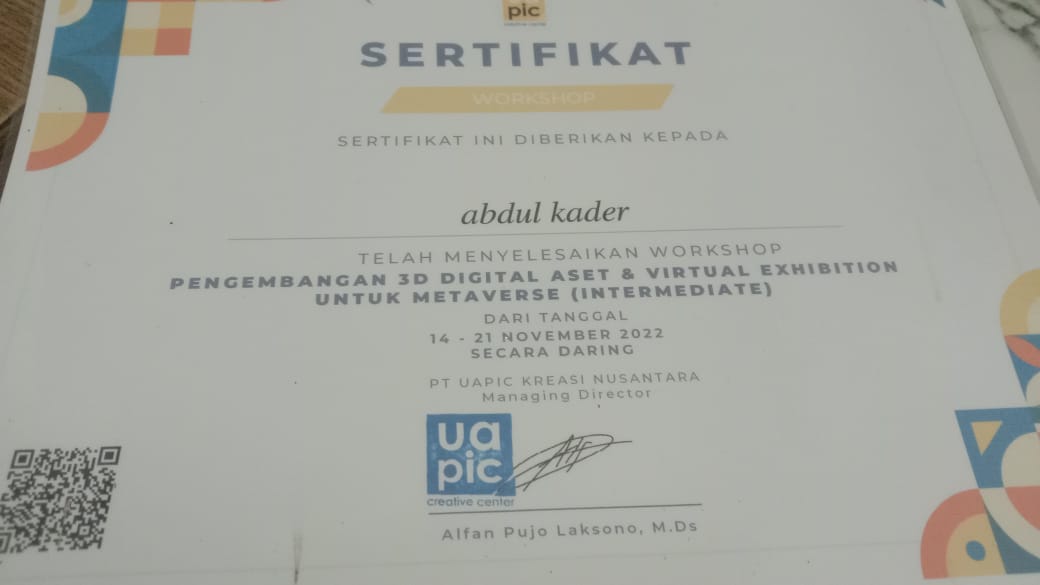 pic
SERTIFIKAT
WORKSHOP
SERTIFIKAT INI DIBERIKAN KEPADA
abdul kader
TELAH MENYELESAIKAN WORKSHOP
PENGEMBANGAN 3D DIGITAL ASET & VIRTUAL EXHIBITION
UNTUK METAVERSE (INTERMEDIATE)
DARI TANGGAL
14 - 21 NOVEMBER 2022
SECARA DARING
PT UAPIC KREASI NUSANTARA
Managing Director
ua
pic
creative center
Alfan Pujo Laksono, M.Ds